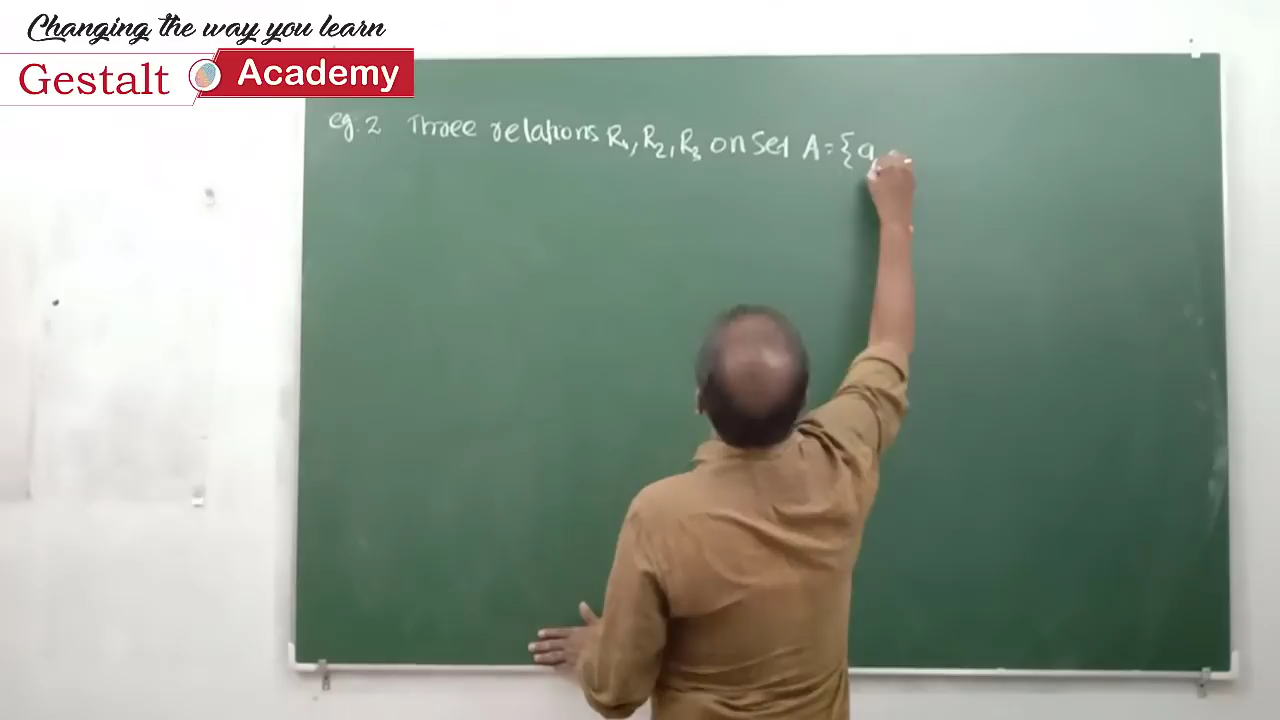 Changing the way you learn
Gestalt Academy
eg. 2 Three relations R₁, R₂, R₃ on Set A = {a,